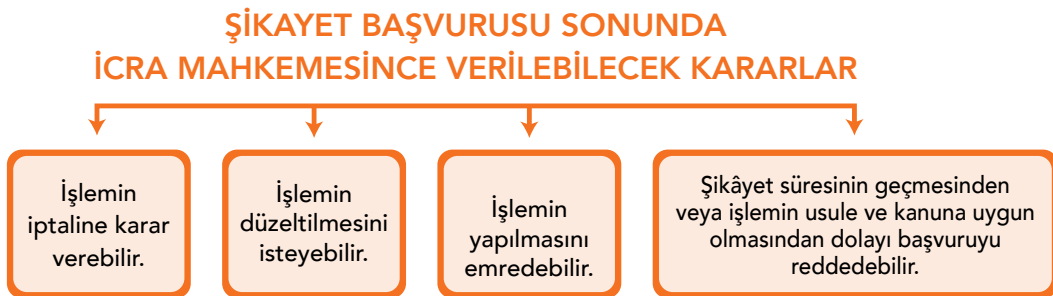 ŞİKAYET BAŞVURUSU SONUNDA
İCRA MAHKEMESİNCE VERİLEBİLECEK KARARLAR
İşlemin
iptaline karar
verebilir.
İşlemin
düzeltilmesini
isteyebilir.
İşlemin
yapılmasını
emredebilir.
Şikâyet süresinin geçmesinden
veya işlemin usule ve kanuna uygun
olmasından dolayı başvuruyu
reddedebilir.